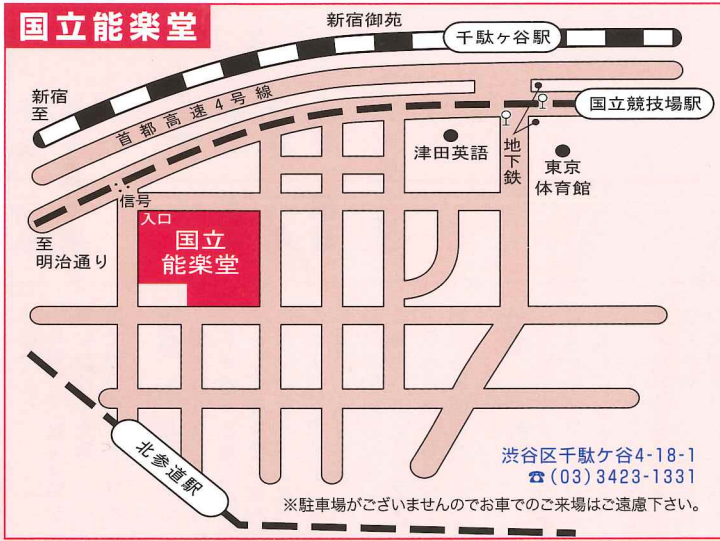 国立能楽堂
新宿御苑
千駄ヶ谷駅
新宿
至
首都高速4号線
国立競技場駅
津田英語
地下鉄
東京
体育館
信号
入口
国立
能楽堂
至
明治通り
北参道駅
渋谷区千駄ケ谷4-18-1
☎(03)3423-1331
※駐車場がございませんのでお車でのご来場はご遠慮下さい。